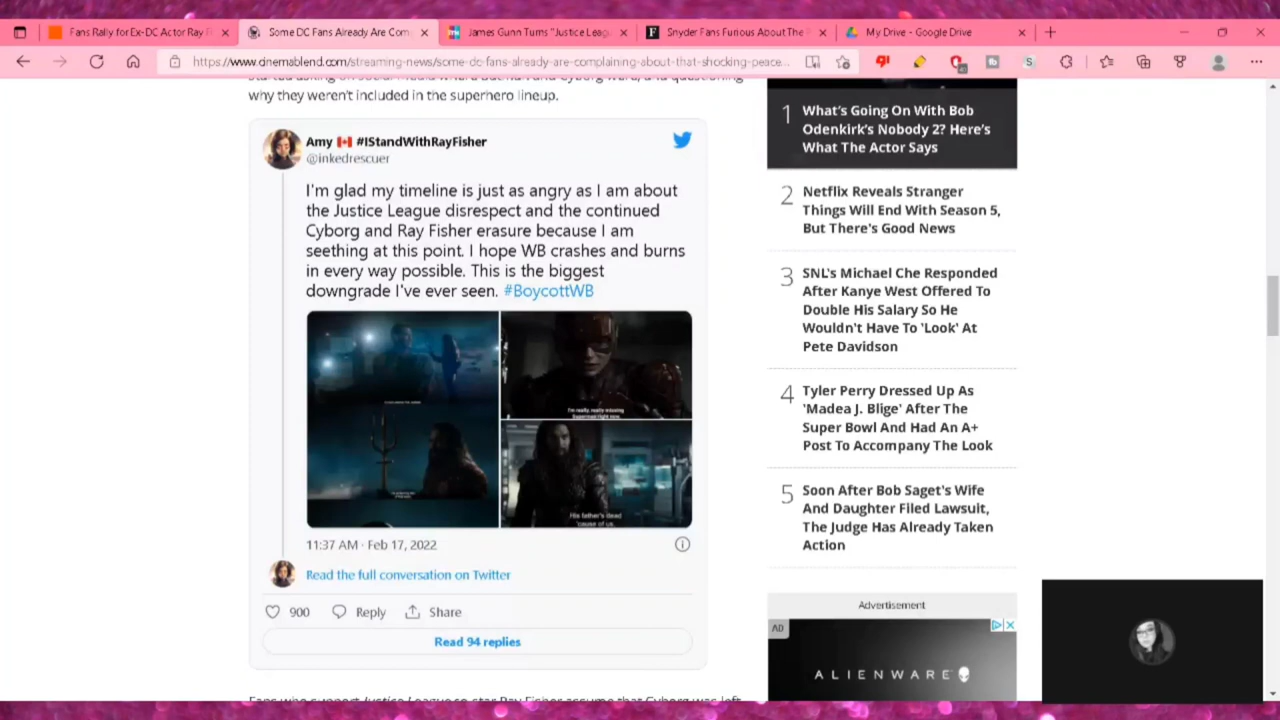 Fans Rally for Ex-DC Actor Ray F
Some DC Fans Already Are Com
James Gunn Turns "Justice Leag
Snyder Fans Furious About The P
My Drive - Google Drive
https://www.cinemablend.com/streaming-news/some-dc-fans-already-are-complaining-about-that-shocking-peace...
why they weren't included in the superhero lineup.
Amy #IStandWithRayFisher
@inkedrescuer
I'm glad my timeline is just as angry as I am about
the Justice League disrespect and the continued
Cyborg and Ray Fisher erasure because I am
seething at this point. I hope WB crashes and burns
in every way possible. This is the biggest
downgrade I've ever seen. #BoycottWB
I'm really, really missing
Superman right now.
His father's dead
'cause of us.
11:37 AM · Feb 17, 2022
Read the full conversation on Twitter
900 Reply Share
Read 94 replies
1
What's Going On With Bob
Odenkirk's Nobody 2? Here's
What The Actor Says
2
Netflix Reveals Stranger
Things Will End With Season 5,
But There's Good News
3
SNL's Michael Che Responded
After Kanye West Offered To
Double His Salary So He
Wouldn't Have To 'Look' At
Pete Davidson
4
Tyler Perry Dressed Up As
'Madea J. Blige' After The
Super Bowl And Had An A+
Post To Accompany The Look
5
Soon After Bob Saget's Wife
And Daughter Filed Lawsuit,
The Judge Has Already Taken
Action
Advertisement
AD
ALIENWARE